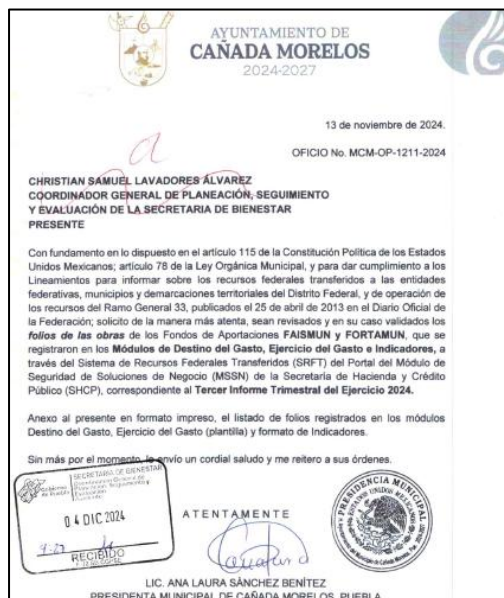 AYUNTAMIENTO DE
CAÑADA MORELOS
2024-2027
13 de noviembre de 2024.
OFICIO No. MCM-OP-1211-2024
CHRISTIAN SAMUEL LAVADORES ÁLVAREZ
COORDINADOR GENERAL DE PLANEACIÓN, SEGUIMIENTO
Y EVALUACIÓN DE LA SECRETARIA DE BIENESTAR
PRESENTE
Con fundamento en lo dispuesto en el artículo 115 de la Constitución Política de los Estados
Unidos Mexicanos; artículo 78 de la Ley Orgánica Municipal, y para dar cumplimiento a los
Lineamientos para informar sobre los recursos federales transferidos a las entidades
federativas, municipios y demarcaciones territoriales del Distrito Federal, y de operación de
los recursos del Ramo General 33, publicados el 25 de abril de 2013 en el Diario Oficial de
la Federación; solicito de la manera más atenta, sean revisados y en su caso validados los
folios de las obras de los Fondos de Aportaciones FAISMUN y FORTAMUN, que se
registraron en los Módulos de Destino del Gasto, Ejercicio del Gasto e Indicadores, a
través del Sistema de Recursos Federales Transferidos (SRFT) del Portal del Módulo de
Seguridad de Soluciones de Negocio (MSSN) de la Secretaría de Hacienda y Crédito
Público (SHCP), correspondiente al Tercer Informe Trimestral del Ejercicio 2024.
Anexo al presente en formato impreso, el listado de folios registrados en los módulos
Destino del Gasto, Ejercicio del Gasto (plantilla) y formato de Indicadores.
Sin más por el momento, le envío un cordial saludo y me reitero a sus órdenes.
SECRETARÍA DE BIENESTAR
Gobierno de Puebla
04 DIC 2024
RECIBIDO
ATENTAMENTE
PRESIDENCIA MUNICIPAL
ESTADOS UNIDOS MEXICANOS
LIC. ANA LAURA SÁNCHEZ BENÍTEZ
PRESIDENTA MUNICIPAL DE CAÑADA MORELOS, PUEBLA